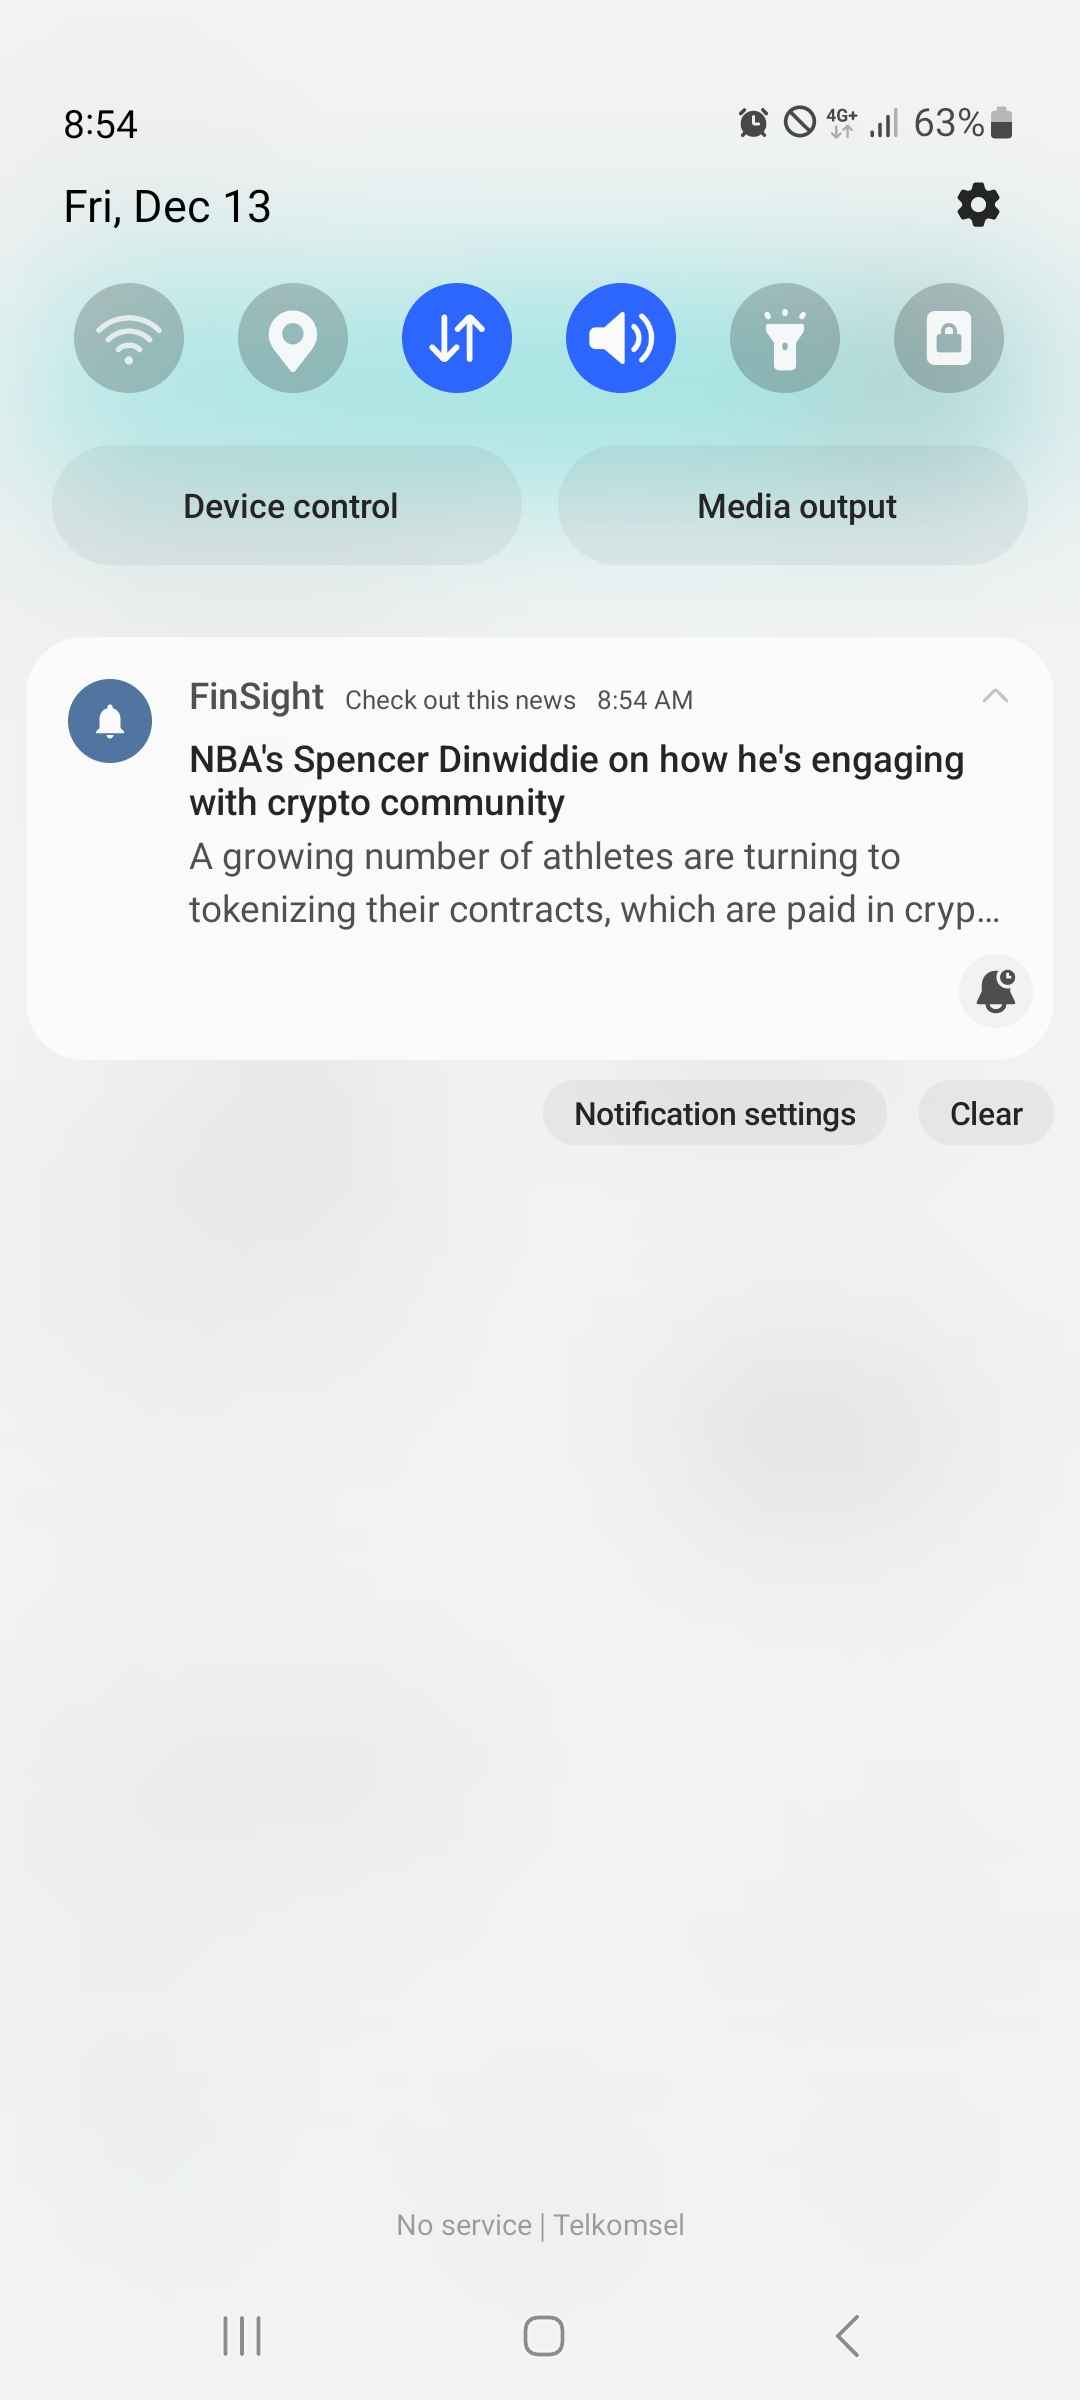 8:54
4G+
63%
Fri, Dec 13
Device control
Media output
FinSight Check out this news 8:54 AM
NBA's Spencer Dinwiddie on how he's engaging
with crypto community
A growing number of athletes are turning to
tokenizing their contracts, which are paid in cryp...
Notification settings
Clear
No service | Telkomsel